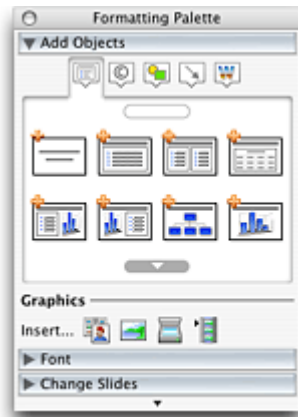 Formatting Palette
Add Objects
Graphics
Insert...
Font
Change Slides